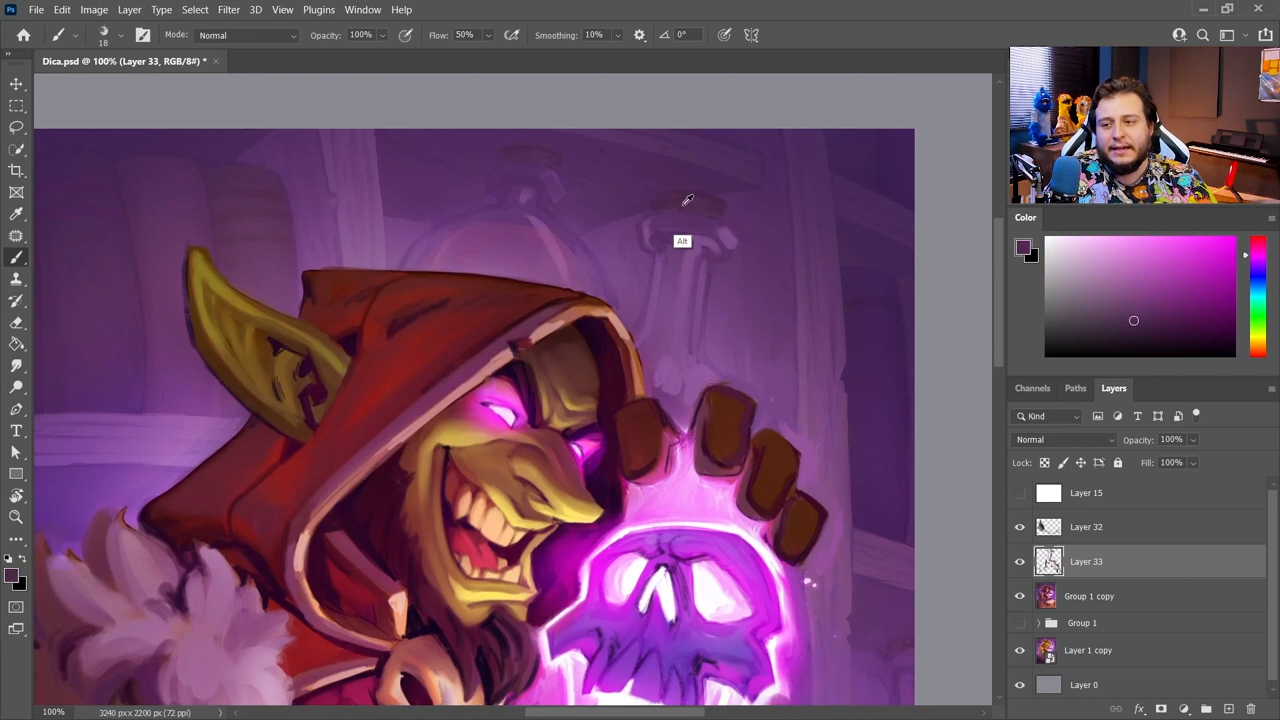 Ps File Edit Image Layer Type Select Filter 3D View Plugins Window Help
18 Mode: Normal Opacity: 100% Flow: 50% Smoothing: 10% 0°
Dica.psd @ 100% (Layer 33, RGB/8#) *
Alt
Color
Channels Paths Layers
Kind
Normal Opacity: 100%
Lock: Fill: 100%
Layer 15
Layer 32
Layer 33
Group 1 copy
Group 1
Layer 1 copy
Layer 0
100% 3240 px x 2200 px (72 ppi)